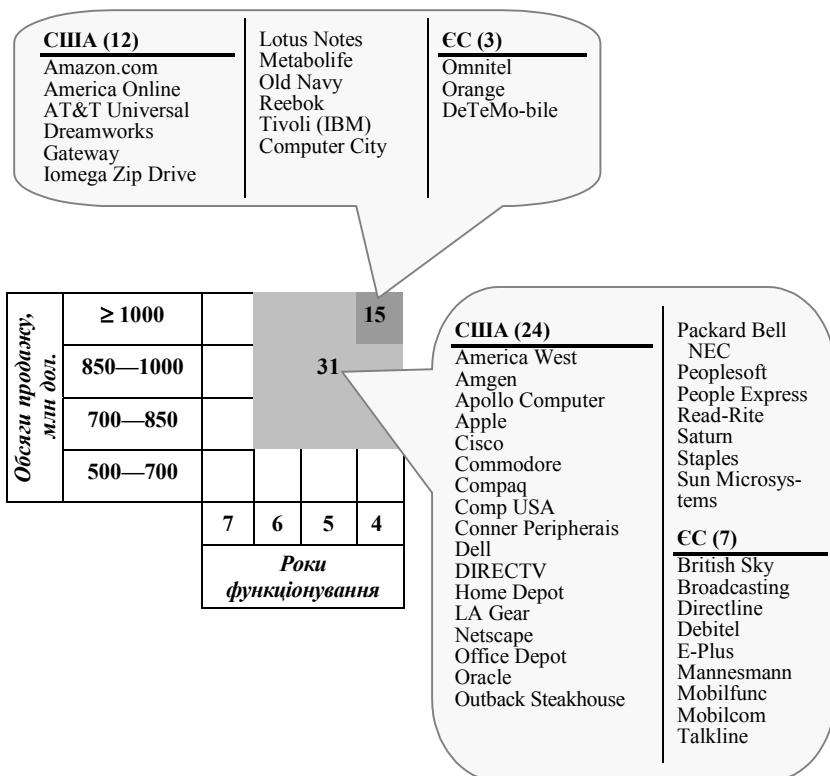 США (12)
Amazon.com
America Online
AT&T Universal
Dreamworks
Gateway
Iomega Zip Drive
Lotus Notes
Metabolife
Old Navy
Reebok
Tivoli (IBM)
Computer City
ЄС (3)
Omnitel
Orange
DeTeMo-bile
Обсяги продажу,
млн дол.
≥ 1000
15
850—1000
31
700—850
500—700
7 6 5 4
Роки
функціонування
США (24)
America West
Amgen
Apollo Computer
Apple
Cisco
Commodore
Compaq
Comp USA
Conner Peripherais
Dell
DIRECTV
Home Depot
LA Gear
Netscape
Office Depot
Oracle
Outback Steakhouse
Packard Bell
NEC
Peoplesoft
People Express
Read-Rite
Saturn
Staples
Sun Microsys-
tems
ЄС (7)
British Sky
Broadcasting
Directline
Debitel
E-Plus
Mannesmann
Mobilfunc
Mobilcom
Talkline